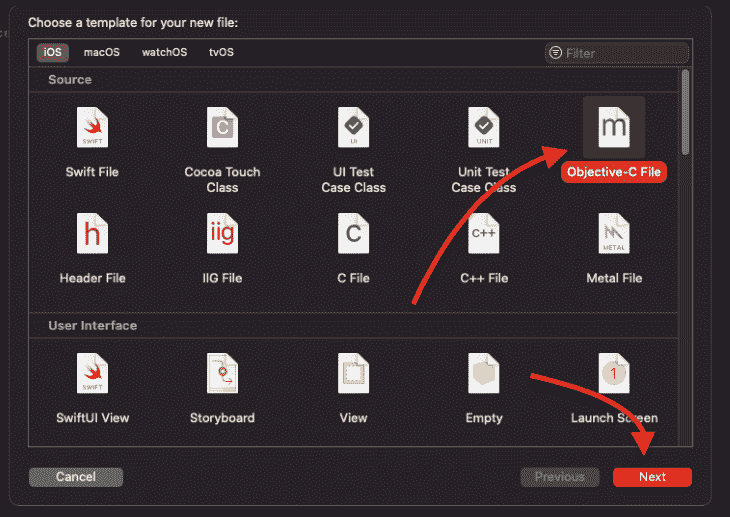 Choose a template for your new file:
iOS macOS watchOS tvOS Filter
Source
SWIFT C UI UNIT m
Swift File Cocoa Touch Class UI Test Case Class Unit Test Case Class Objective-C File
h iig C C++ METAL
Header File IIG File C File C++ File Metal File
User Interface
SWIFT 1
SwiftUI View Storyboard View Empty Launch Screen
Cancel Previous Next